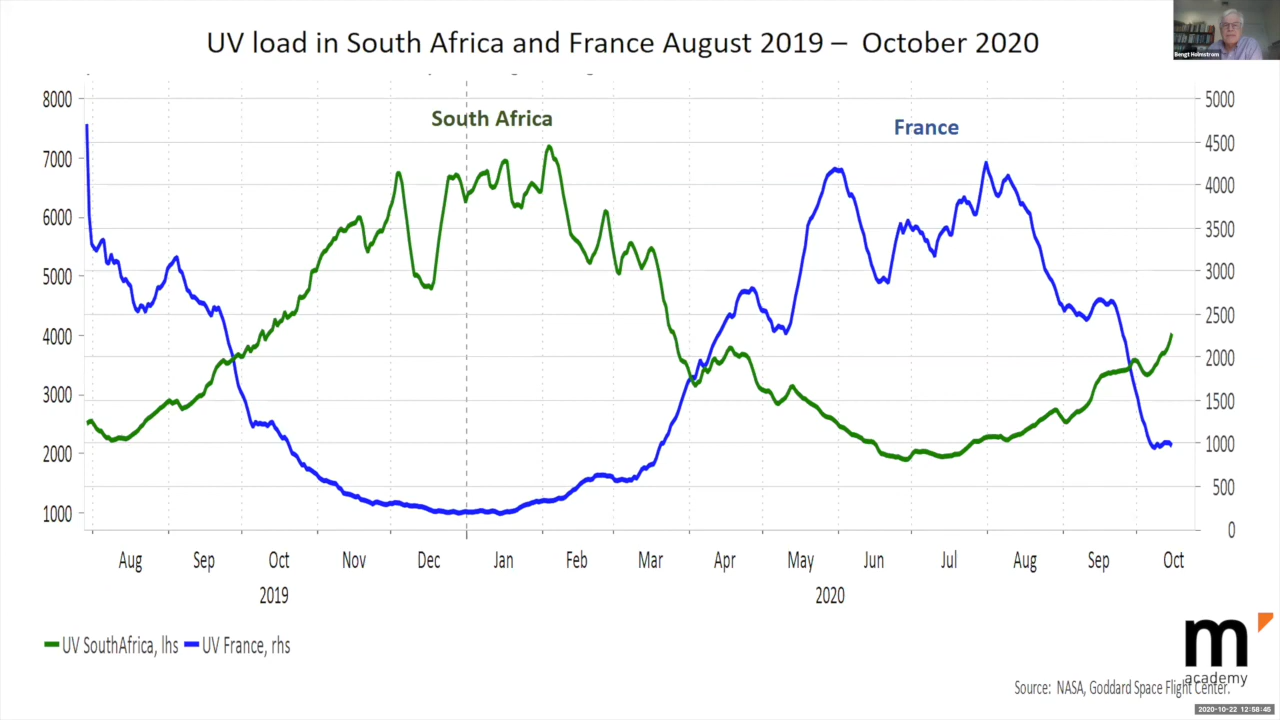 UV load in South Africa and France August 2019 – October 2020
Bengt Holmstrom
South Africa
France
8000
7000
6000
5000
4000
3000
2000
1000
5000
4500
4000
3500
3000
2500
2000
1500
1000
500
0
Aug Sep Oct Nov Dec Jan Feb Mar Apr May Jun Jul Aug Sep Oct
2019 2020
UV SouthAfrica, lhs UV France, rhs
m
academy
Source: NASA, Goddard Space Flight Center.
2020-10-22 12:58:45